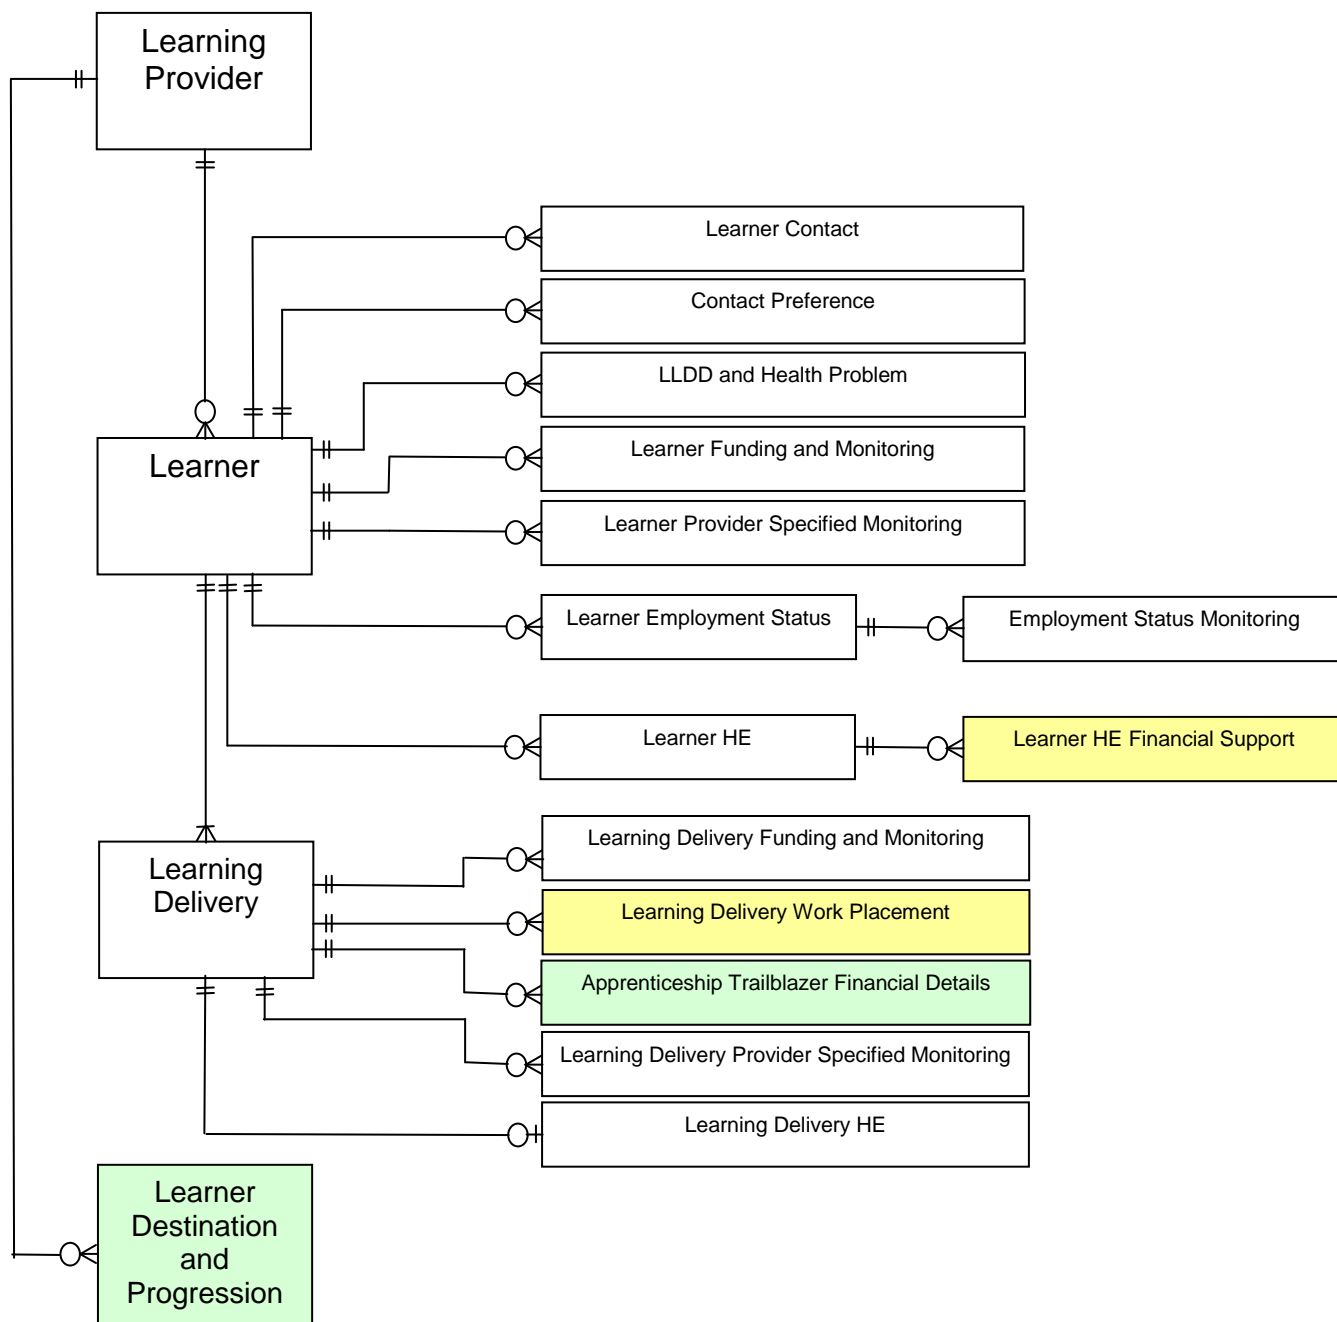 Learning
Provider
Learner Contact
Contact Preference
LLDD and Health Problem
Learner Funding and Monitoring
Learner
Learner Provider Specified Monitoring
Learner Employment Status
Employment Status Monitoring
Learner HE
Learner HE Financial Support
Learning Delivery Funding and Monitoring
Learning
Delivery
Learning Delivery Work Placement
Apprenticeship Trailblazer Financial Details
Learning Delivery Provider Specified Monitoring
Learning Delivery HE
Learner
Destination
and
Progression